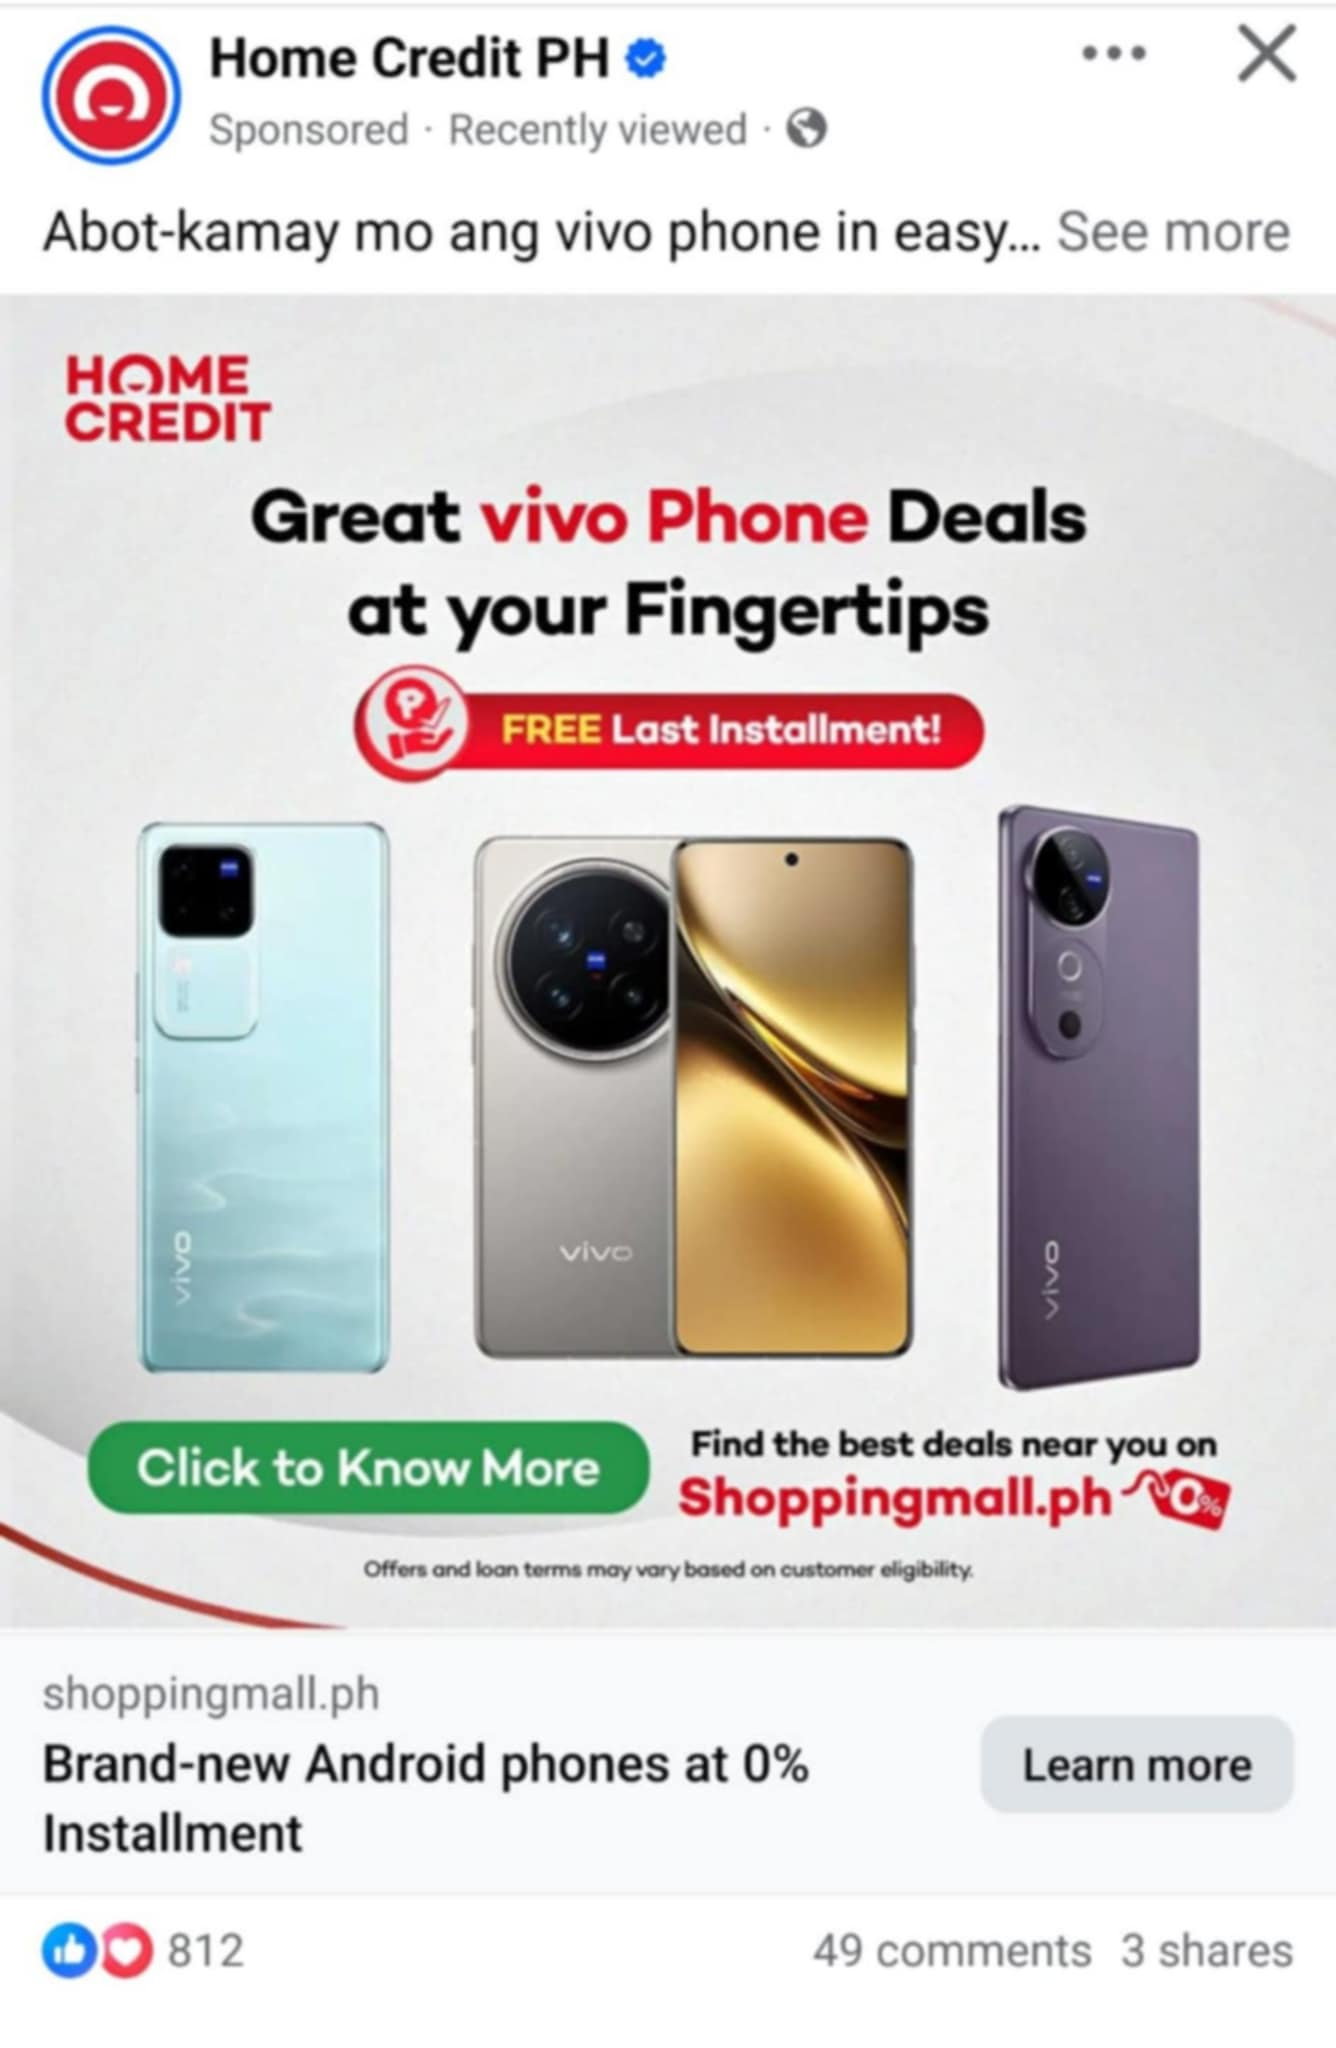 Home Credit PH
Sponsored · Recently viewed ·
Abot-kamay mo ang vivo phone in easy... See more
HOME
CREDIT
Great vivo Phone Deals
at your Fingertips
FREE Last Installment!
vivo
vivo
vivo
Click to Know More
Find the best deals near you on
Shoppingmall.ph 0%
Offers and loan terms may vary based on customer eligibility.
shoppingmall.ph
Brand-new Android phones at 0%
Installment
Learn more
812
49 comments 3 shares